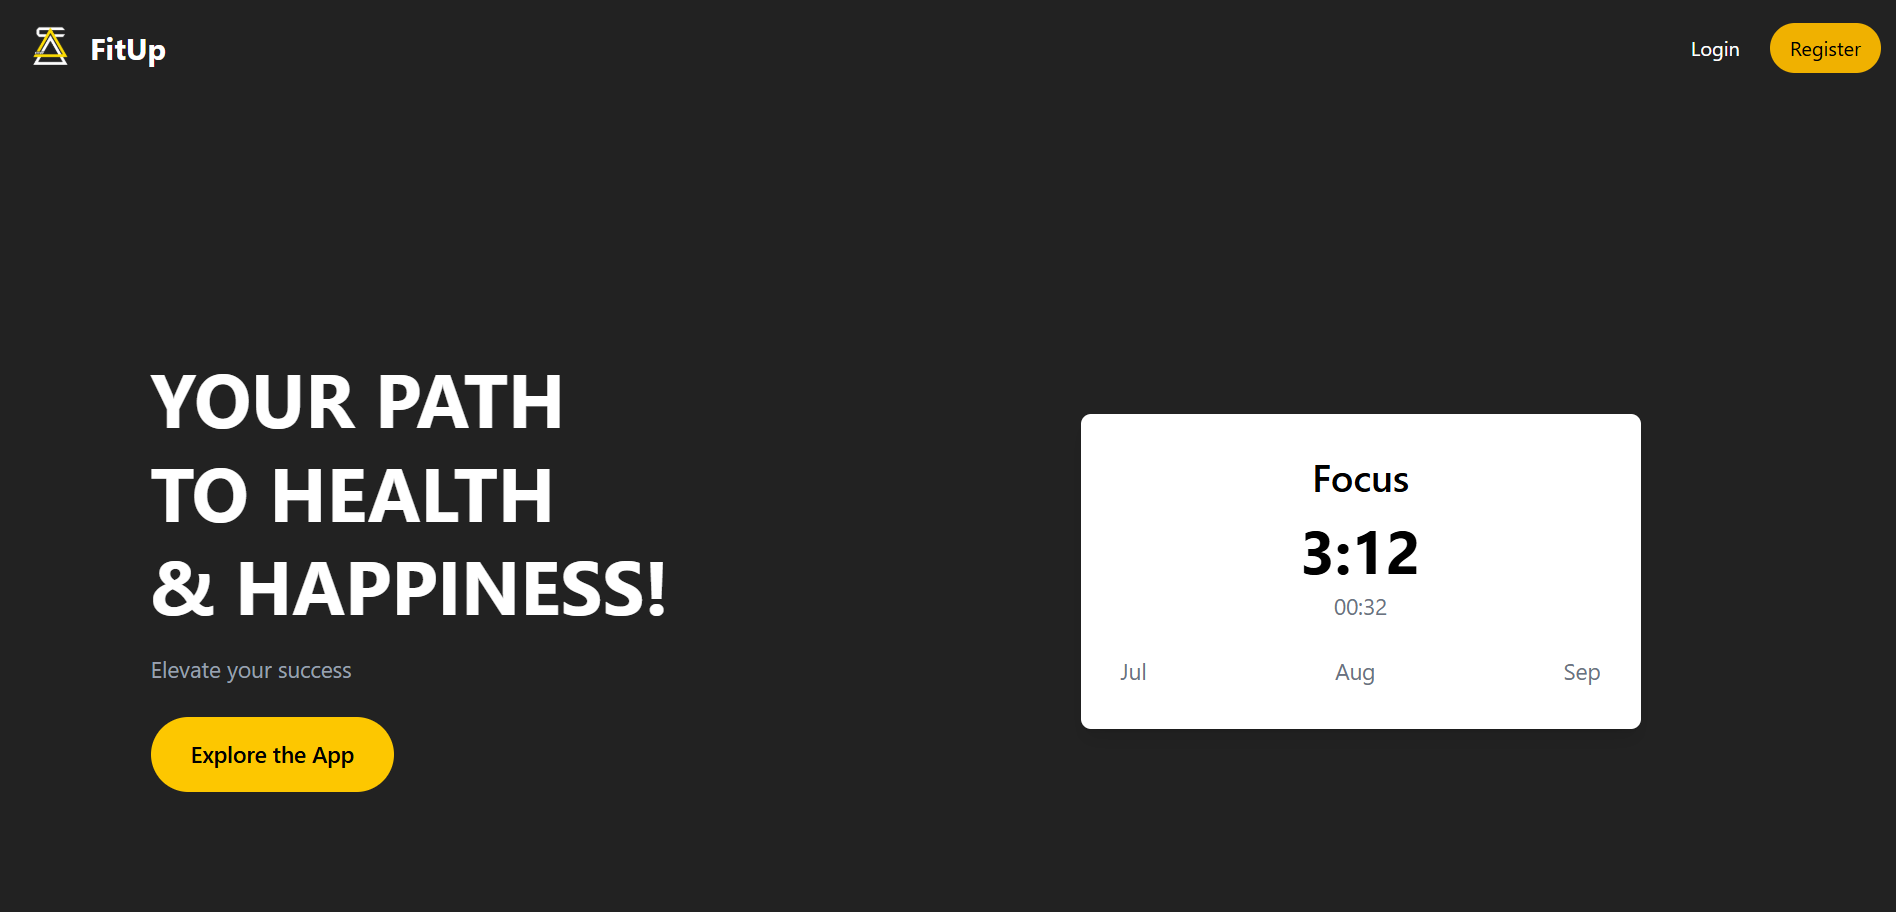 FitUp
Login
Register
YOUR PATH
TO HEALTH
& HAPPINESS!
Elevate your success
Explore the App
Focus
3:12
00:32
Jul Aug Sep